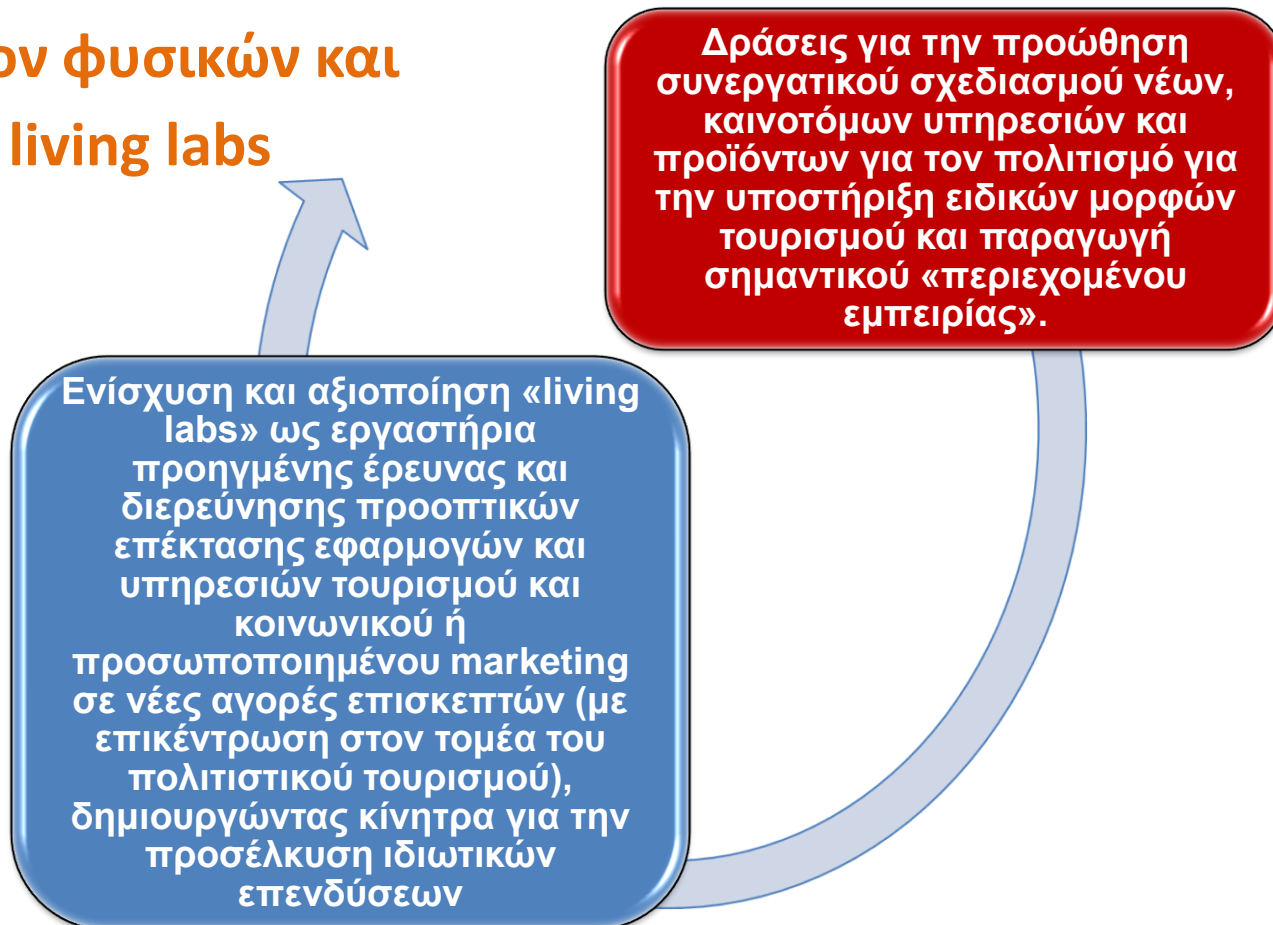 ον φυσικών και
living labs
Δράσεις για την προώθηση
συνεργατικού σχεδιασμού νέων,
καινοτόμων υπηρεσιών και
προϊόντων για τον πολιτισμό για
την υποστήριξη ειδικών μορφών
τουρισμού και παραγωγή
σημαντικού «περιεχομένου
εμπειρίας».
Ενίσχυση και αξιοποίηση «living
labs» ως εργαστήρια
προηγμένης έρευνας και
διερεύνησης προοπτικών
επέκτασης εφαρμογών και
υπηρεσιών τουρισμού και
κοινωνικού ή
προσωποποιημένου marketing
σε νέες αγορές επισκεπτών (με
επικέντρωση στον τομέα του
πολιτιστικού τουρισμού),
δημιουργώντας κίνητρα για την
προσέλκυση ιδιωτικών
επενδύσεων